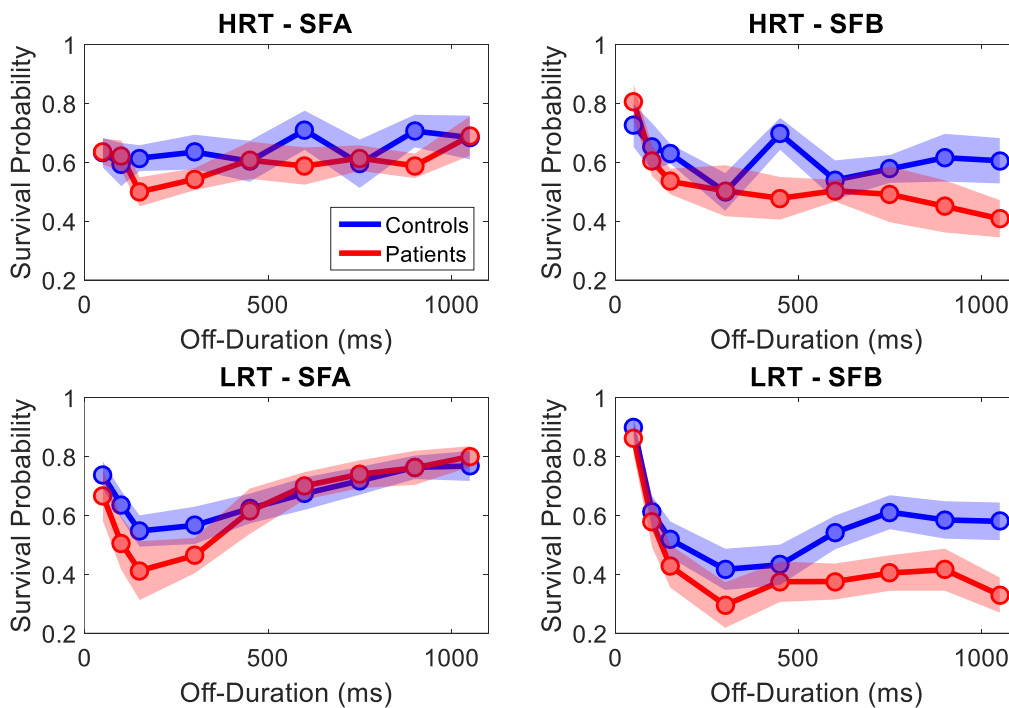 HRT - SFA
Survival Probability
1
0.8
0.6
0.4
0.2
0
500
1000
Off-Duration (ms)
Controls
Patients
HRT - SFB
Survival Probability
1
0.8
0.6
0.4
0.2
0
500
1000
Off-Duration (ms)
LRT - SFA
Survival Probability
1
0.8
0.6
0.4
0.2
0
500
1000
Off-Duration (ms)
LRT - SFB
Survival Probability
1
0.8
0.6
0.4
0.2
0
500
1000
Off-Duration (ms)